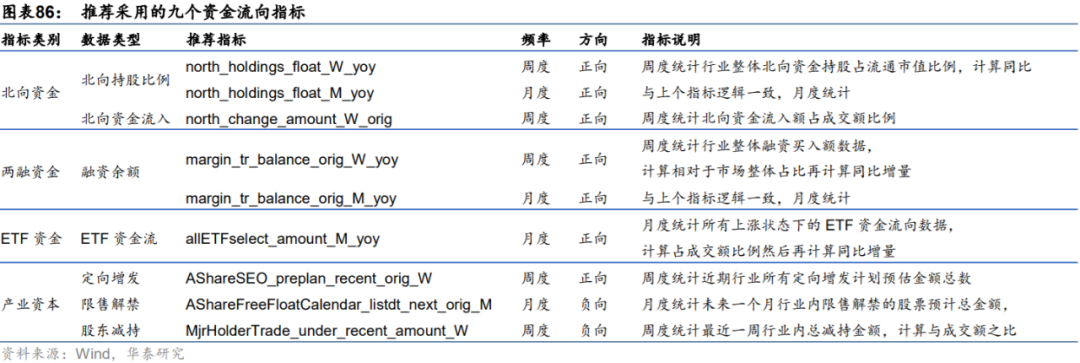 图表86： 推荐采用的九个资金流向指标
指标类别 数据类型 推荐指标 频率 方向 指标说明
北向资金 北向持股比例 north_holdings_float_W_yoy 周度 正向 周度统计行业整体北向资金持股占流通市值比例，计算同比
north_holdings_float_M_yoy 月度 正向 与上个指标逻辑一致，月度统计
北向资金流入 north_change_amount_W_orig 周度 正向 周度统计北向资金流入额占成交额比例
两融资金 融资余额 margin_tr_balance_orig_W_yoy 周度 正向 周度统计行业整体融资买入额数据，
计算相对于市场整体占比再计算同比增量
margin_tr_balance_orig_M_yoy 月度 正向 与上个指标逻辑一致，月度统计
ETF 资金 ETF 资金流 allETFselect_amount_M_yoy 月度 正向 月度统计所有上涨状态下的 ETF 资金流向数据，
计算占成交额比例然后再计算同比增量
产业资本 定向增发 AShareSEO_preplan_recent_orig_W 周度 正向 周度统计近期行业所有定向增发计划预估金额总数
限售解禁 AShareFreeFloatCalendar_listdt_next_orig_M 月度 负向 月度统计未来一个月行业内限售解禁的股票预计总金额，
股东减持 MjrHolderTrade_under_recent_amount_W 周度 负向 周度统计最近一周行业内总减持金额，计算与成交额之比
资料来源：Wind，华泰研究